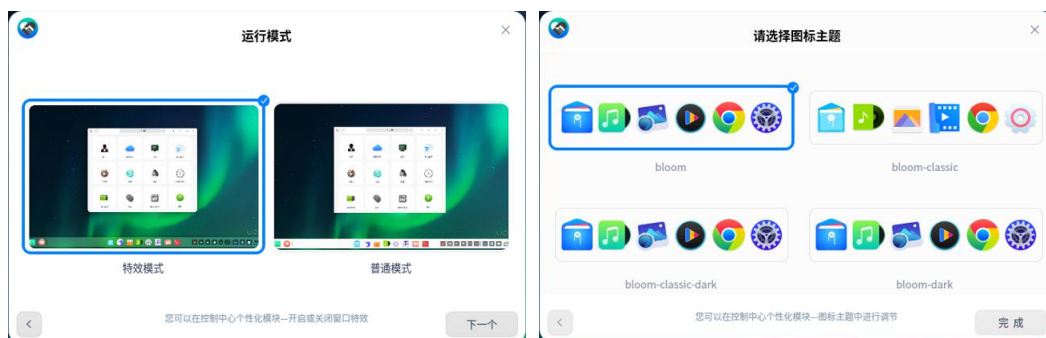 运行模式
特效模式
普通模式
您可以在控制中心个性化模块—开启或关闭窗口特效
下一个
请选择图标主题
bloom
bloom-classic
bloom-classic-dark
bloom-dark
您可以在控制中心个性化模块—图标主题中进行调节
完成